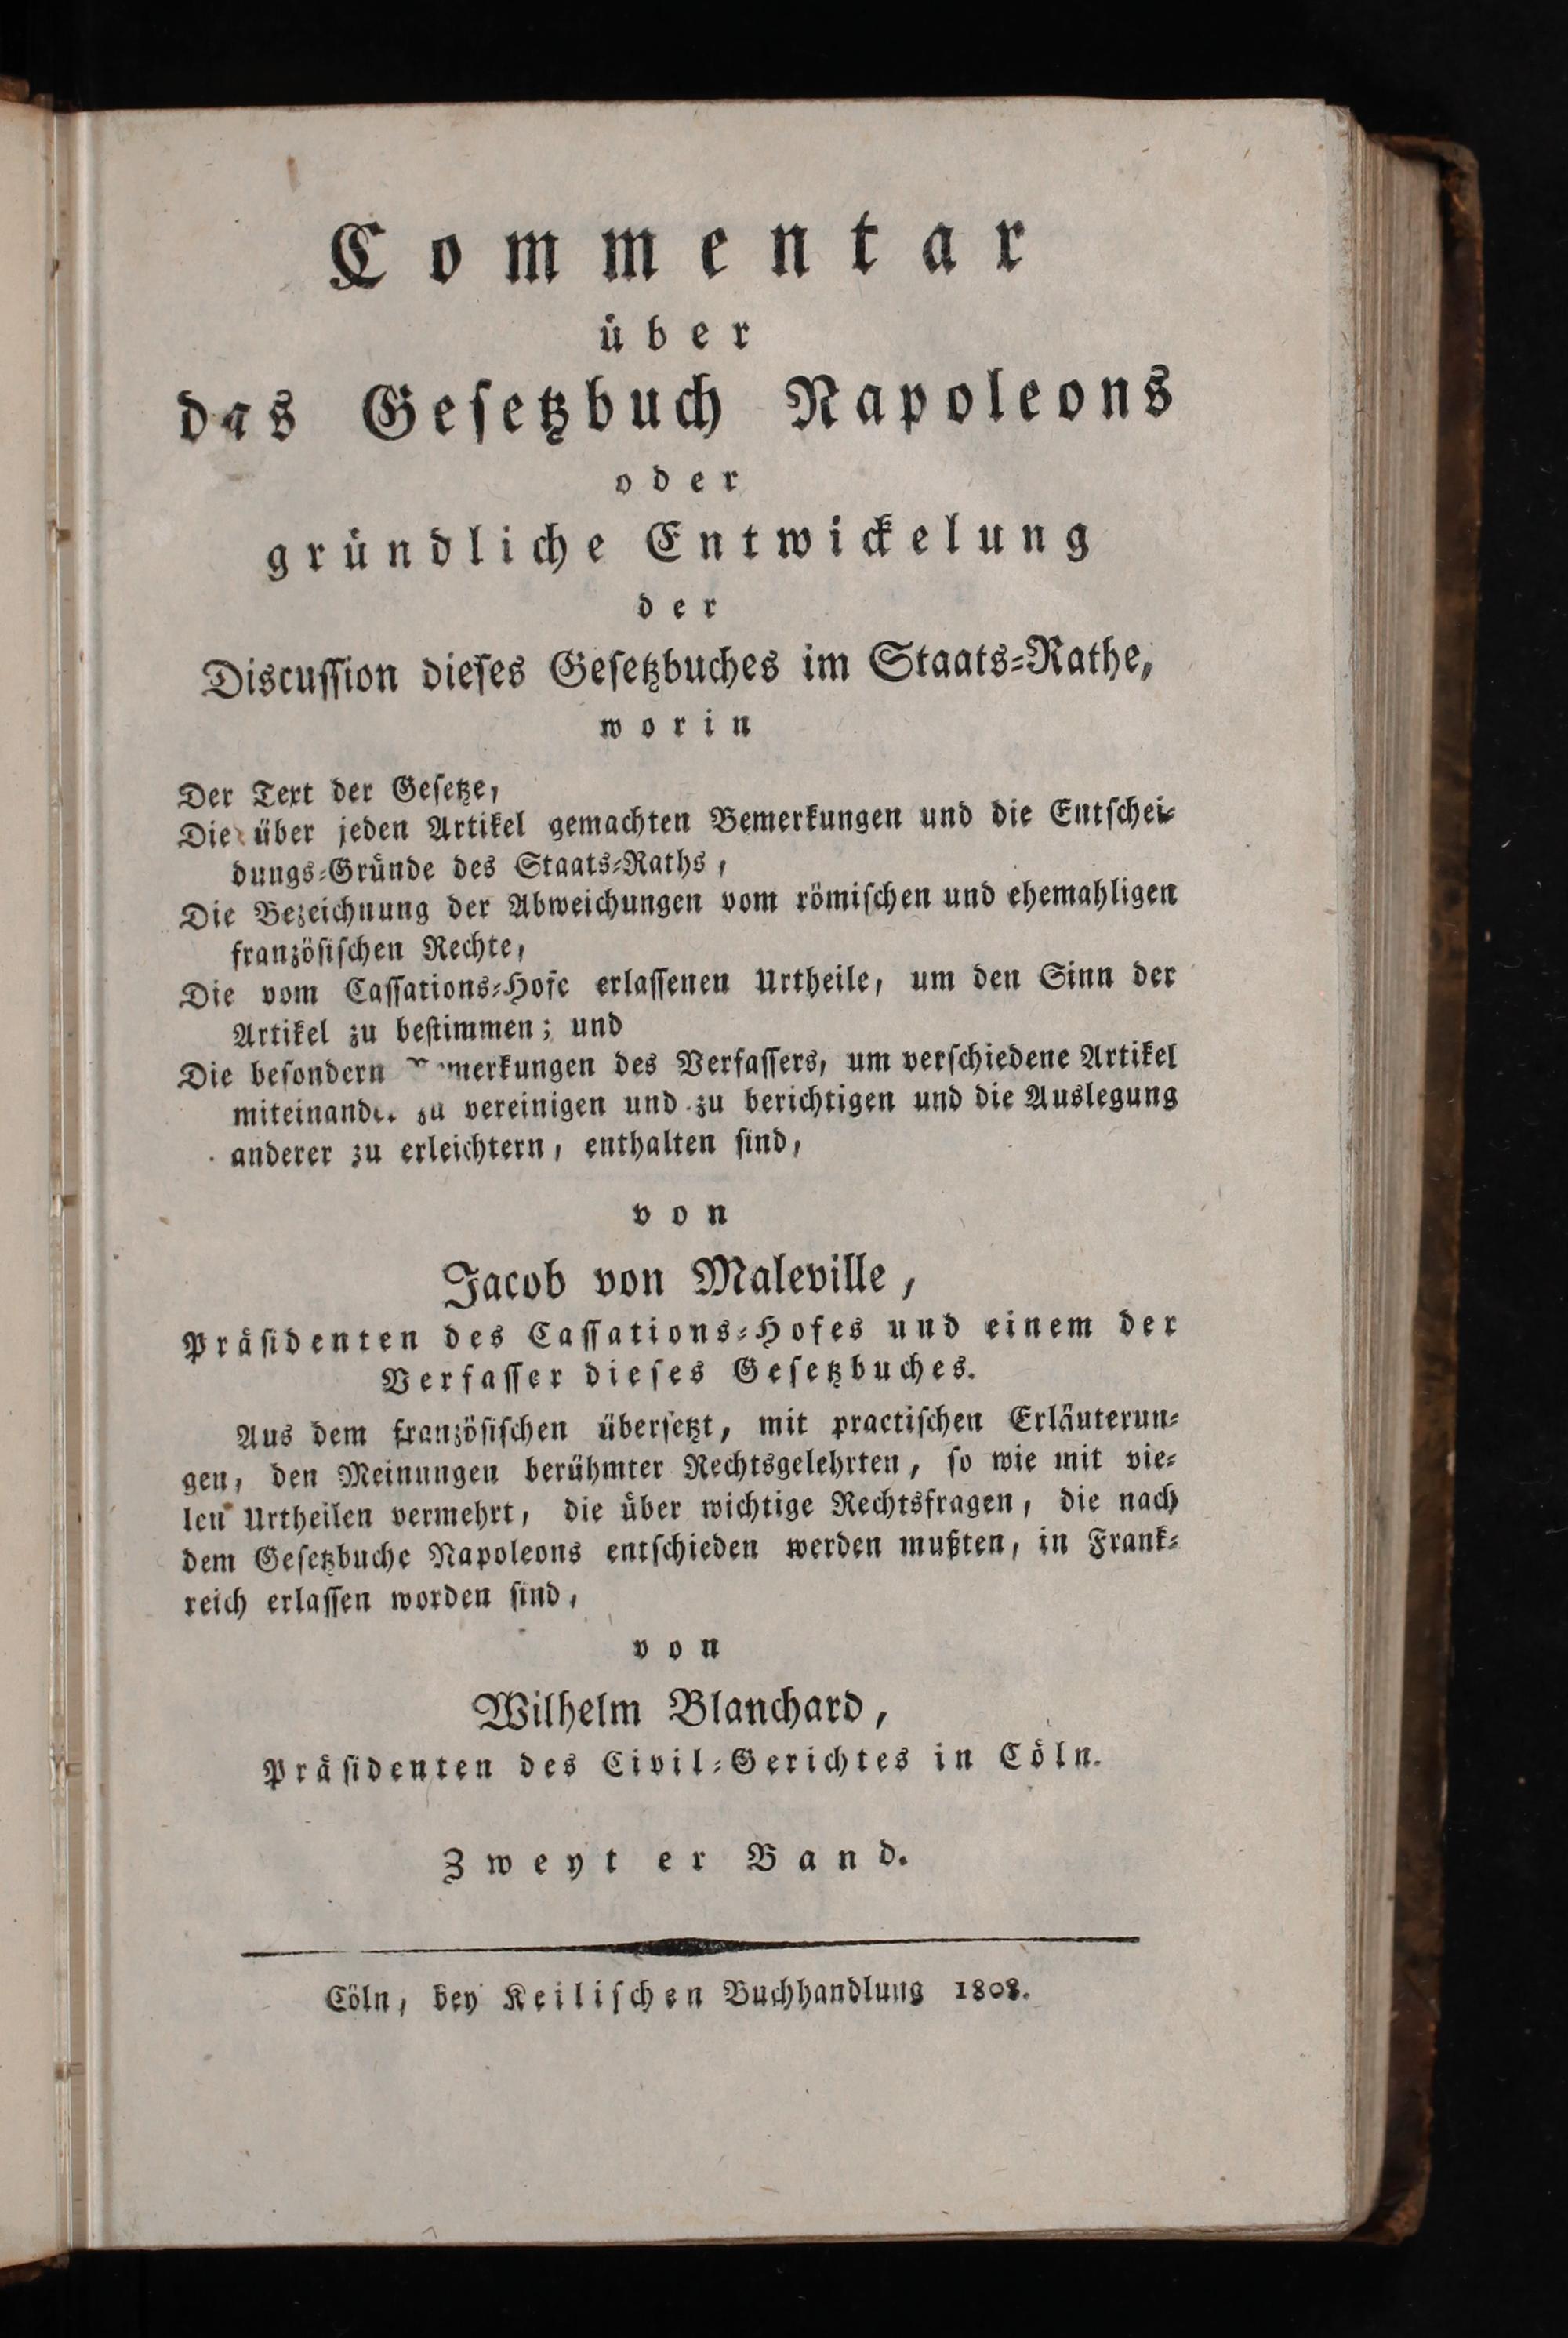 Commentar
über
das Gesetzbuch Napoleons
oder
gründliche Entwickelung
der
Discussion dieses Gesetzbuches im Staats-Rathe,
worin
Der Text der Gesetze,
Die über jeden Artikel gemachten Bemerkungen und die Entschei-
dungs-Gründe des Staats-Raths,
Die Bezeichnung der Abweichungen vom römischen und ehemahligen
französischen Rechte,
Die vom Cassations-Hofe erlassenen Urtheile, um den Sinn der
Artikel zu bestimmen; und
Die besondern Bemerkungen des Verfassers, um verschiedene Artikel
miteinander zu vereinigen und zu berichtigen und die Auslegung
anderer zu erleichtern, enthalten sind,
von
Jacob von Maleville,
Präsidenten des Cassations-Hofes und einem der
Verfasser dieses Gesetzbuches.
Aus dem französischen übersetzt, mit practischen Erläuterun-
gen, den Meinungen berühmter Rechtsgelehrten, so wie mit vie-
len Urtheilen vermehrt, die über wichtige Rechtsfragen, die nach
dem Gesetzbuche Napoleons entschieden werden mußten, in Frank-
reich erlassen worden sind,
von
Wilhelm Blanchard,
Präsidenten des Civil-Gerichtes in Cöln.
Zweyter Band.
Cöln, bey Keilischen Buchhandlung 1808.